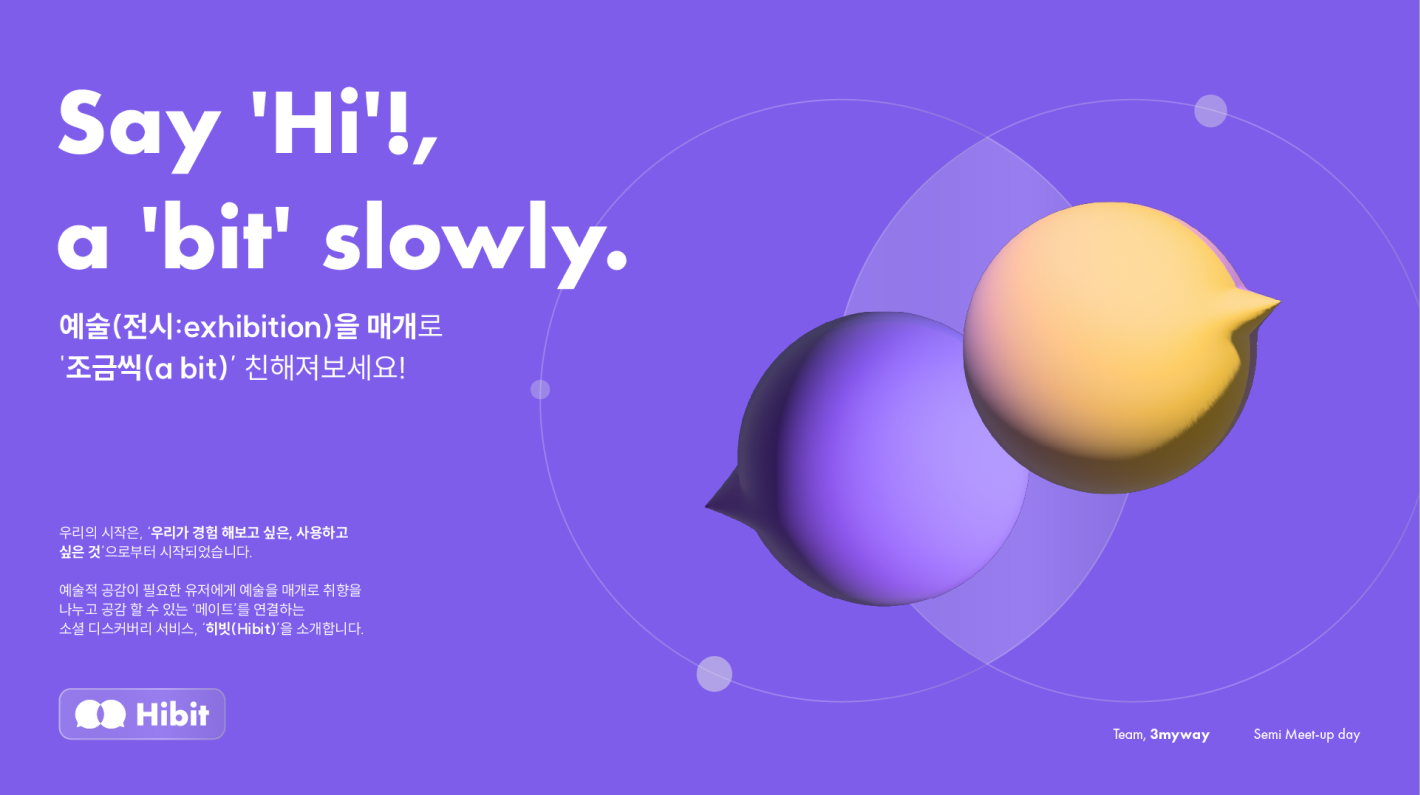 Say 'Hi'!,
a 'bit' slowly.
예술(전시:exhibition)을 매개로
'조금씩(a bit)' 친해져보세요!
우리의 시작은, '우리가 경험 해보고 싶은, 사용하고
싶은 것'으로부터 시작되었습니다.
예술적 공감이 필요한 유저에게 예술을 매개로 취향을
나누고 공감 할 수 있는 '메이트'를 연결하는
소셜 디스커버리 서비스, '히빗(Hibit)'을 소개합니다.
Hibit
Team, 3myway
Semi Meet-up day